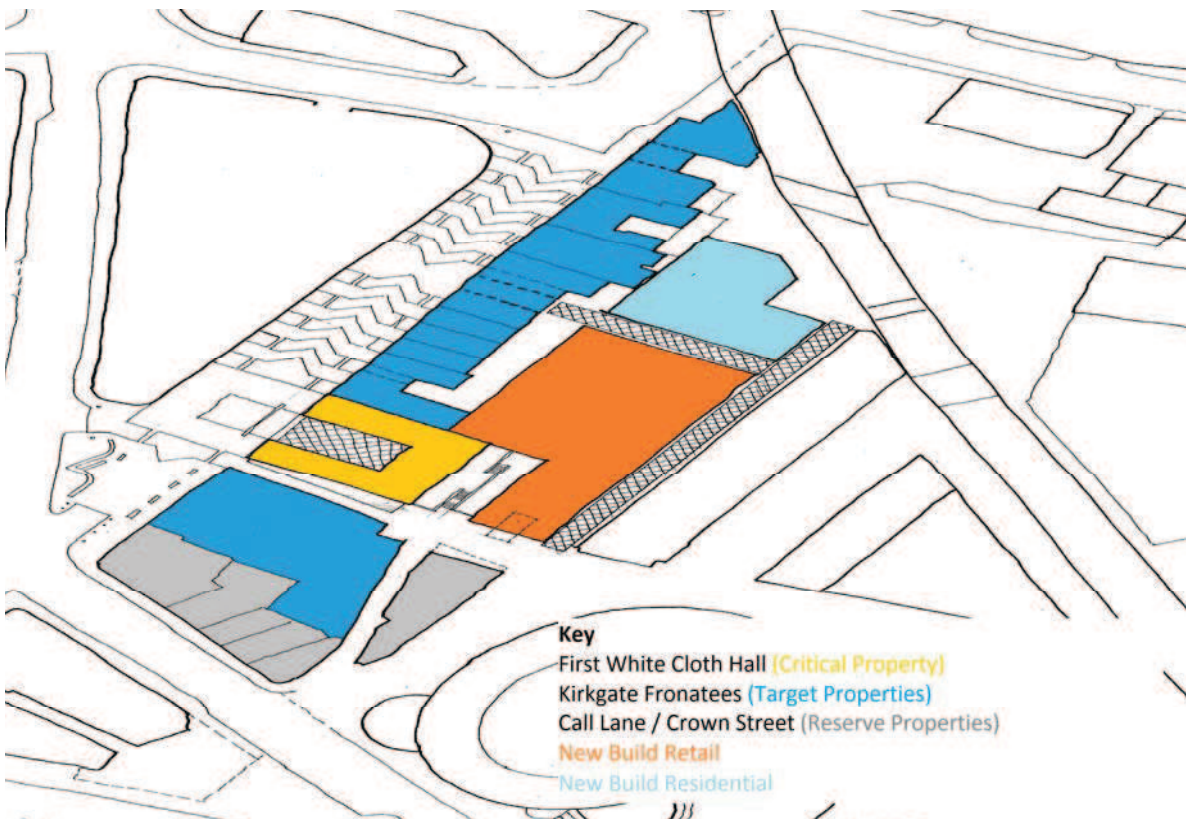 Key
First White Cloth Hall (Critical Property)
Kirkgate Fronatees (Target Properties)
Call Lane / Crown Street (Reserve Properties)
New Build Retail
New Build Residential